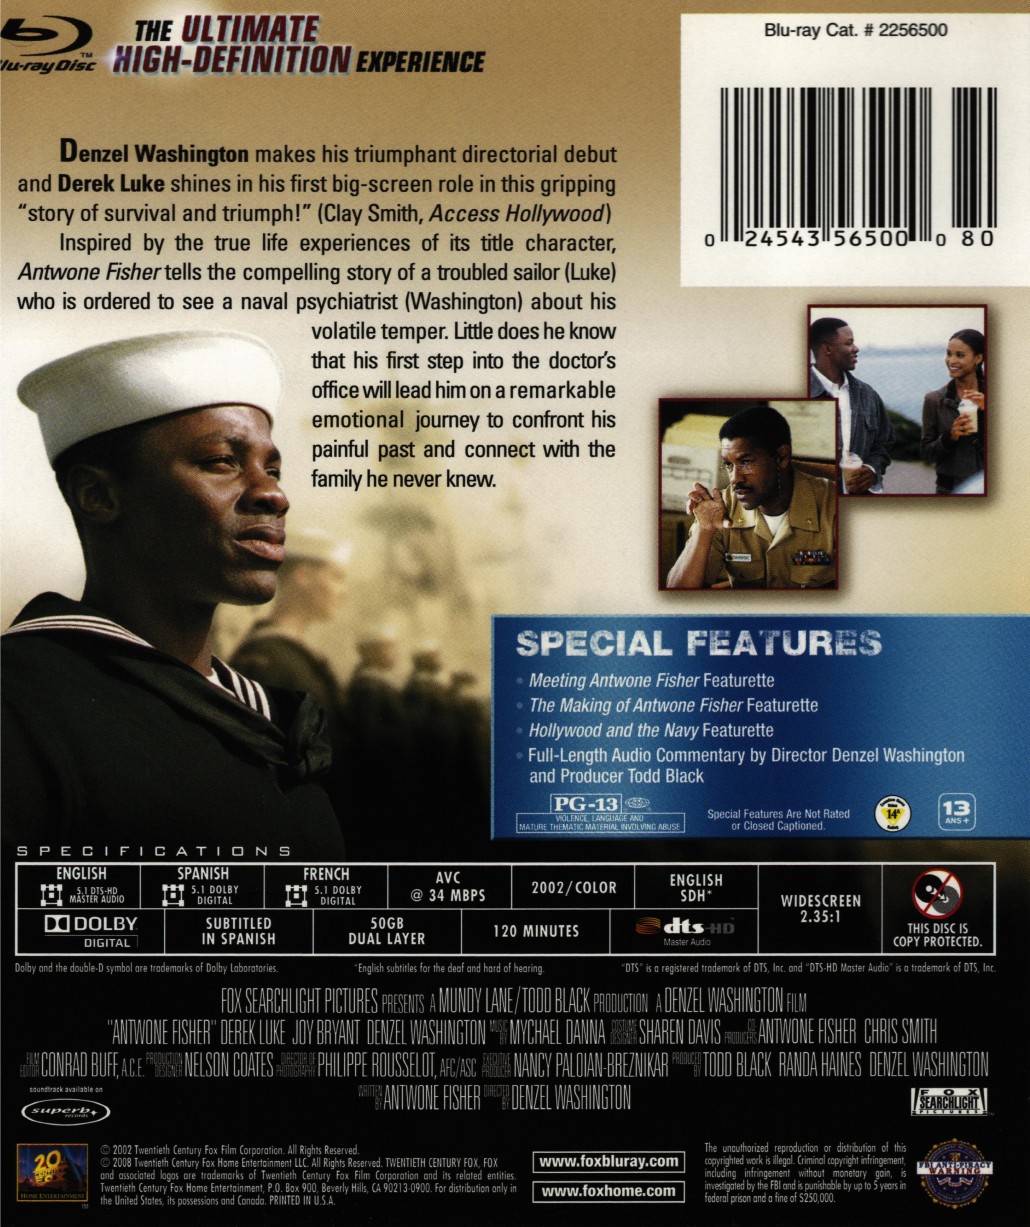 THE ULTIMATE
HIGH-DEFINITION EXPERIENCE
lu-ray Disc™
Blu-ray Cat. # 2256500
0 24543 56500 0 80
Denzel Washington makes his triumphant directorial debut
and Derek Luke shines in his first big-screen role in this gripping
“story of survival and triumph!” (Clay Smith, Access Hollywood)
Inspired by the true life experiences of its title character,
Antwone Fisher tells the compelling story of a troubled sailor (Luke)
who is ordered to see a naval psychiatrist (Washington) about his
volatile temper. Little does he know
that his first step into the doctor's
office will lead him on a remarkable
emotional journey to confront his
painful past and connect with the
family he never knew.
SPECIAL FEATURES
• Meeting Antwone Fisher Featurette
• The Making of Antwone Fisher Featurette
• Hollywood and the Navy Featurette
• Full-Length Audio Commentary by Director Denzel Washington
and Producer Todd Black
PG-13
VIOLENCE, LANGUAGE AND
MATURE THEMATIC MATERIAL INVOLVING ABUSE
Special Features Are Not Rated
or Closed Captioned.
14A
13
ANS+
SPECIFICATIONS
ENGLISH
5.1 DTS-HD
MASTER AUDIO
SPANISH
5.1 DOLBY
DIGITAL
FRENCH
5.1 DOLBY
DIGITAL
AVC
@ 34 MBPS
2002/COLOR
ENGLISH
SDH*
WIDESCREEN
2.35:1
THIS DISC IS
COPY PROTECTED.
DOLBY
DIGITAL
SUBTITLED
IN SPANISH
50GB
DUAL LAYER
120 MINUTES
dts-HD
Master Audio
Dolby and the double-D symbol are trademarks of Dolby Laboratories.
*English subtitles for the deaf and hard of hearing.
"DTS" is a registered trademark of DTS, Inc. and "DTS-HD Master Audio" is a trademark of DTS, Inc.
FOX SEARCHLIGHT PICTURES PRESENTS A MUNDY LANE/TODD BLACK PRODUCTION A DENZEL WASHINGTON FILM
"ANTWONE FISHER" DEREK LUKE JOY BRYANT DENZEL WASHINGTON MUSIC BY MYCHAEL DANNA COSTUME DESIGNER SHAREN DAVIS CO-PRODUCERS ANTWONE FISHER CHRIS SMITH
FILM EDITOR CONRAD BUFF, A.C.E. PRODUCTION DESIGNER NELSON COATES DIRECTOR OF PHOTOGRAPHY PHILIPPE ROUSSELOT, AFC/ASC EXECUTIVE PRODUCER NANCY PALOIAN-BREZNIKAR PRODUCED BY TODD BLACK RANDA HAINES DENZEL WASHINGTON
WRITTEN BY ANTWONE FISHER DIRECTED BY DENZEL WASHINGTON
soundtrack available on
superb
records
FOX
SEARCHLIGHT
PICTURES
20
CENTURY
FOX
HOME ENTERTAINMENT
™
© 2002 Twentieth Century Fox Film Corporation. All Rights Reserved.
© 2008 Twentieth Century Fox Home Entertainment LLC. All Rights Reserved. TWENTIETH CENTURY FOX, FOX
and associated logos are trademarks of Twentieth Century Fox Film Corporation and its related entities.
Twentieth Century Fox Home Entertainment, P.O. Box 900, Beverly Hills, CA 90213-0900. For distribution only in
the United States, its possessions and Canada. PRINTED IN U.S.A.
www.foxbluray.com
www.foxhome.com
The unauthorized reproduction or distribution of this
copyrighted work is illegal. Criminal copyright infringement,
including infringement without monetary gain, is
investigated by the FBI and is punishable by up to 5 years in
federal prison and a fine of $250,000.
FBI ANTI-PIRACY
WARNING